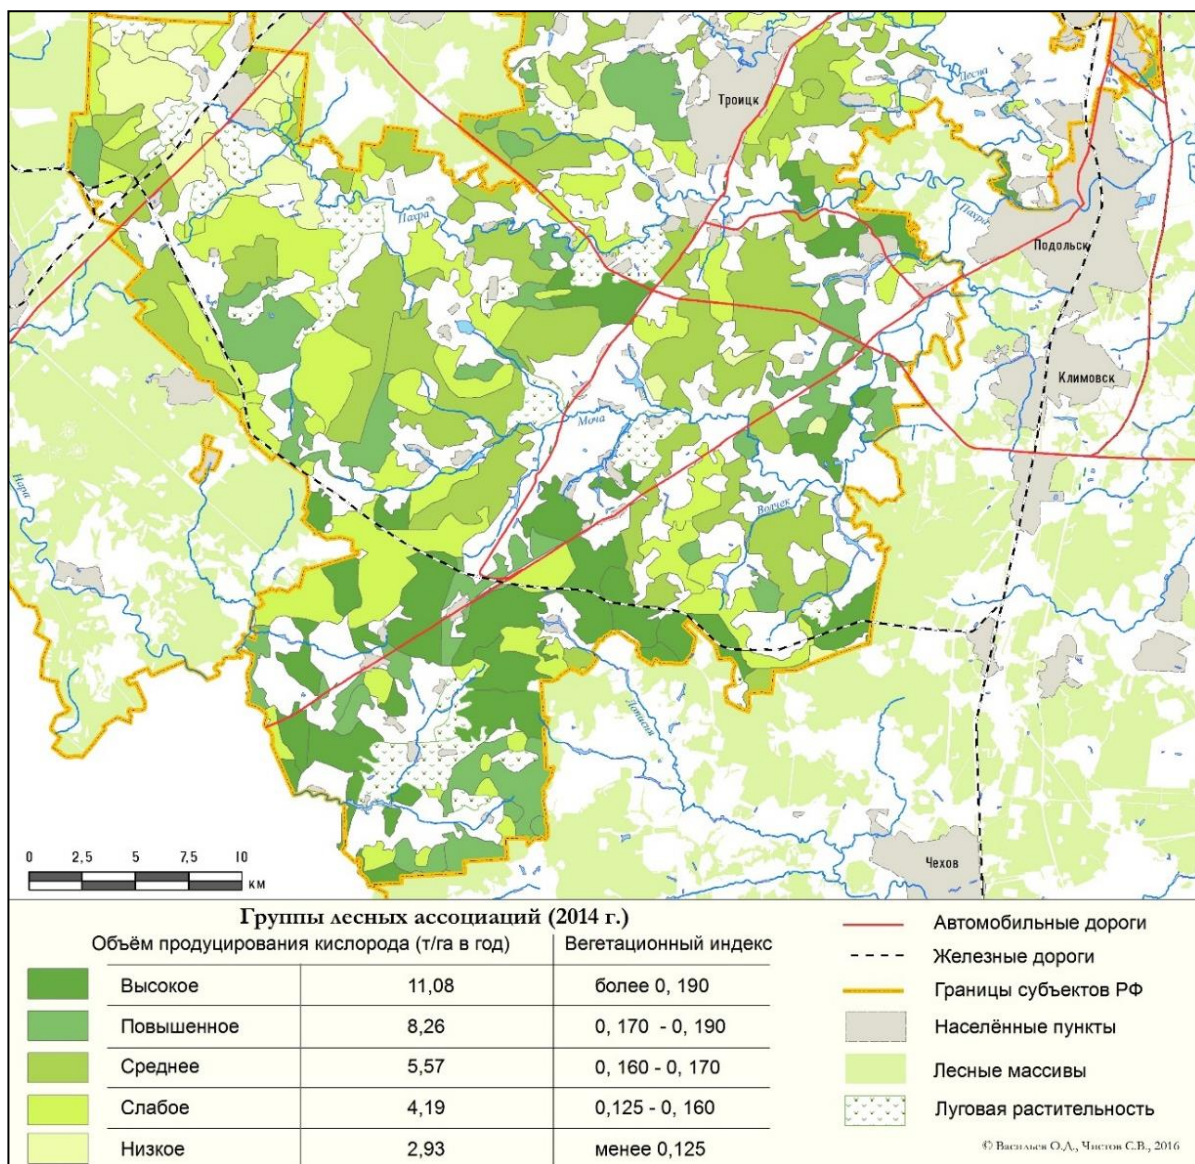 Троицк
Десна
Пахра
Пахра
Подольск
Климовск
Моча
Нара
Волчек
Лопасня
Чехов
0 2,5 5 7,5 10
км
Группы лесных ассоциаций (2014 г.)
Объём продуцирования кислорода (т/га в год) Вегетационный индекс
Высокое 11,08 более 0, 190
Повышенное 8,26 0, 170 - 0, 190
Среднее 5,57 0, 160 - 0, 170
Слабое 4,19 0,125 - 0, 160
Низкое 2,93 менее 0,125
Автомобильные дороги
Железные дороги
Границы субъектов РФ
Населённые пункты
Лесные массивы
Луговая растительность
© Васильев О.Д., Чистов С.В., 2016